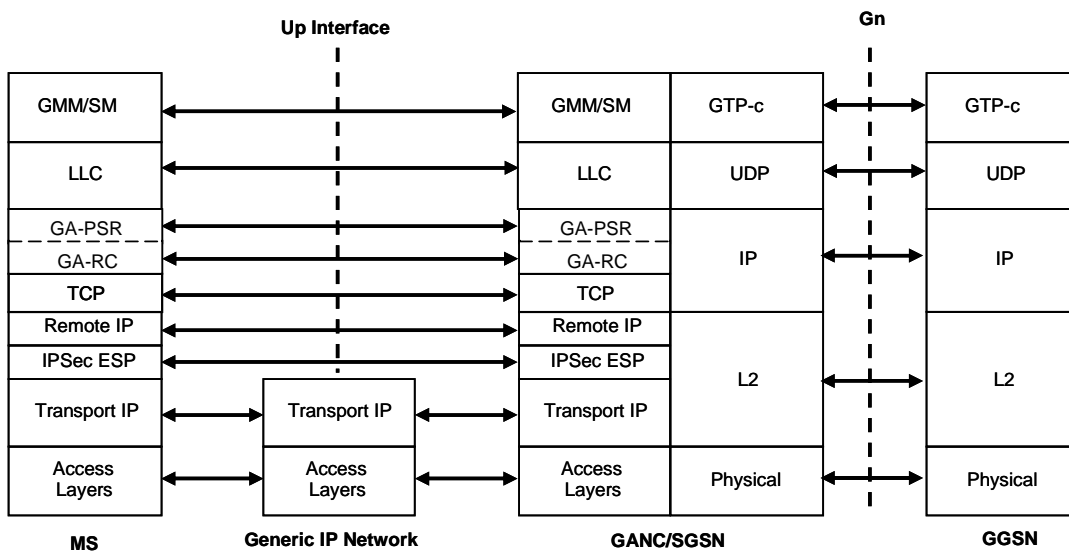 Up Interface
Gn
GMM/SM
GMM/SM
GTP-c
GTP-c
LLC
LLC
UDP
UDP
GA-PSR
GA-PSR
GA-RC
GA-RC
IP
IP
TCP
TCP
Remote IP
Remote IP
IPSec ESP
IPSec ESP
L2
L2
Transport IP
Transport IP
Transport IP
Access
Layers
Access
Layers
Access
Layers
Physical
Physical
MS
Generic IP Network
GANC/SGSN
GGSN